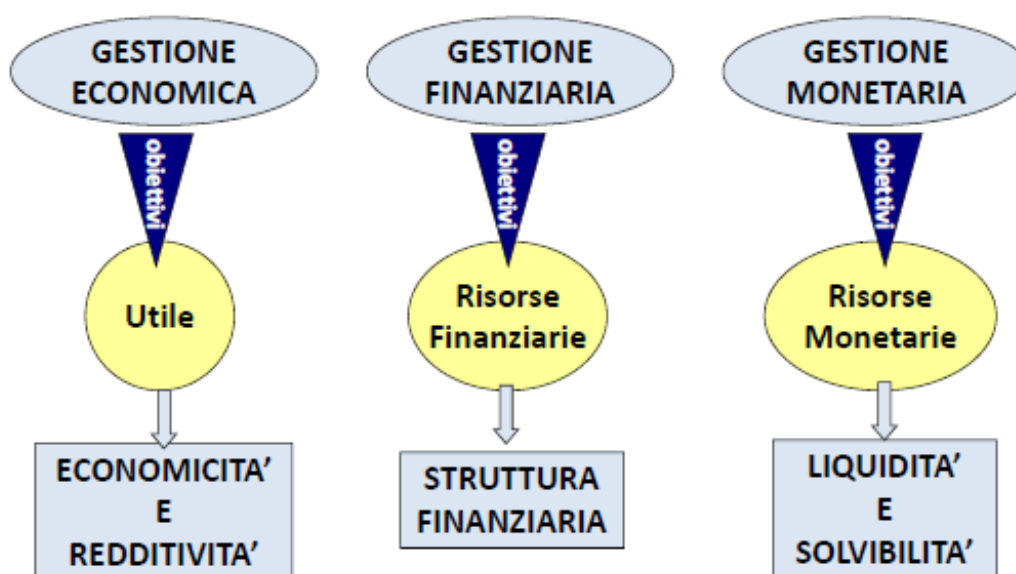 GESTIONE
ECONOMICA
obiettivi
Utile
ECONOMICITA’
E
REDDITIVITA’
GESTIONE
FINANZIARIA
obiettivi
Risorse
Finanziarie
STRUTTURA
FINANZIARIA
GESTIONE
MONETARIA
obiettivi
Risorse
Monetarie
LIQUIDITA’
E
SOLVIBILITA’